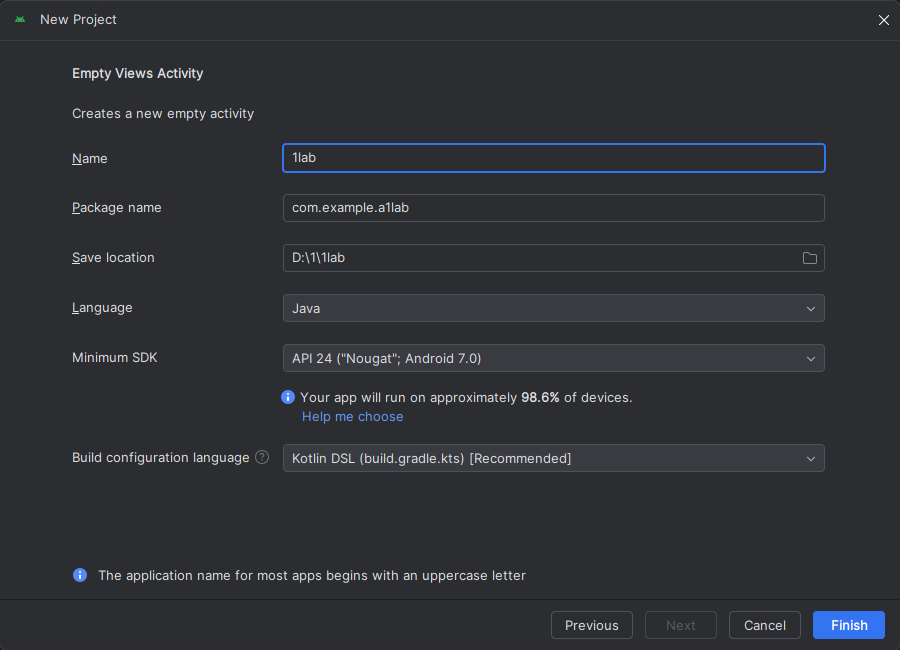 New Project
Empty Views Activity
Creates a new empty activity
Name 1lab
Package name com.example.a1lab
Save location D:\1\1lab
Language Java
Minimum SDK API 24 ("Nougat"; Android 7.0)
Your app will run on approximately 98.6% of devices.
Help me choose
Build configuration language ? Kotlin DSL (build.gradle.kts) [Recommended]
The application name for most apps begins with an uppercase letter
Previous Next Cancel Finish